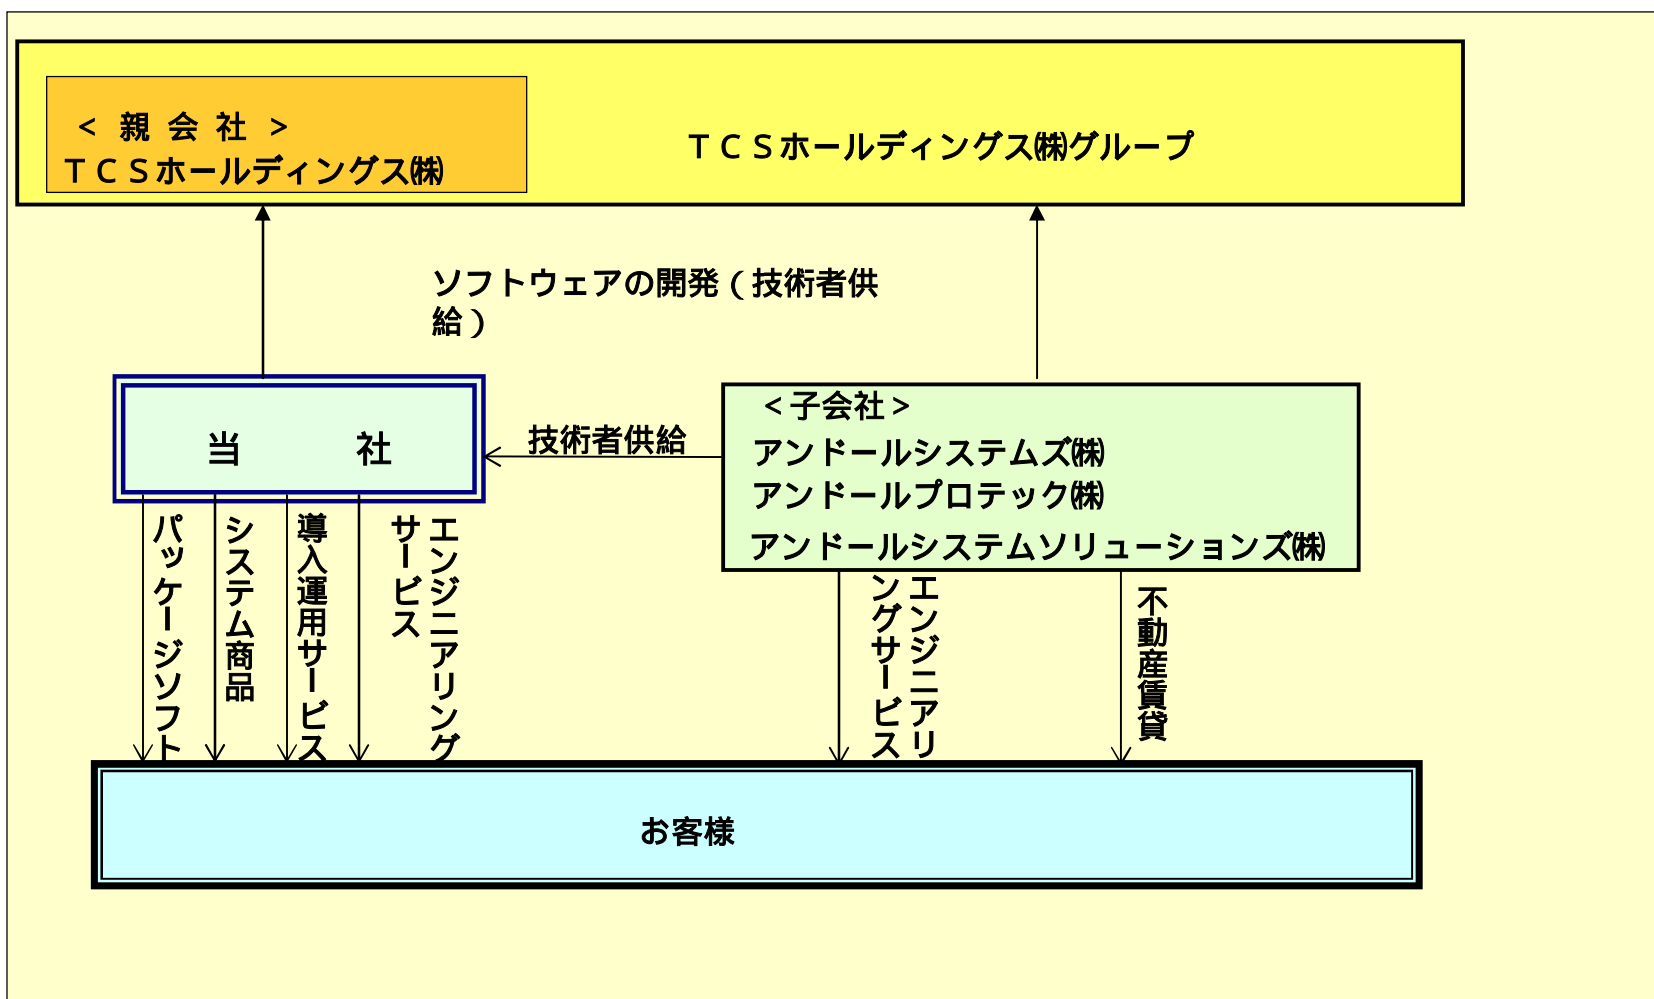 ＜ 親 会 社 ＞
ＴＣＳホールディングス㈱
ＴＣＳホールディングス㈱グループ
ソフトウェアの開発（技術者供
給）
当　　　社
技術者供給
＜子会社＞
アンドールシステムズ㈱
アンドールプロテック㈱
アンドールシステムソリューションズ㈱
パッケージソフト
システム商品
導入運用サービス
エンジニアリング
サービス
エンジニアリ
ングサービス
不動産賃貸
お客様